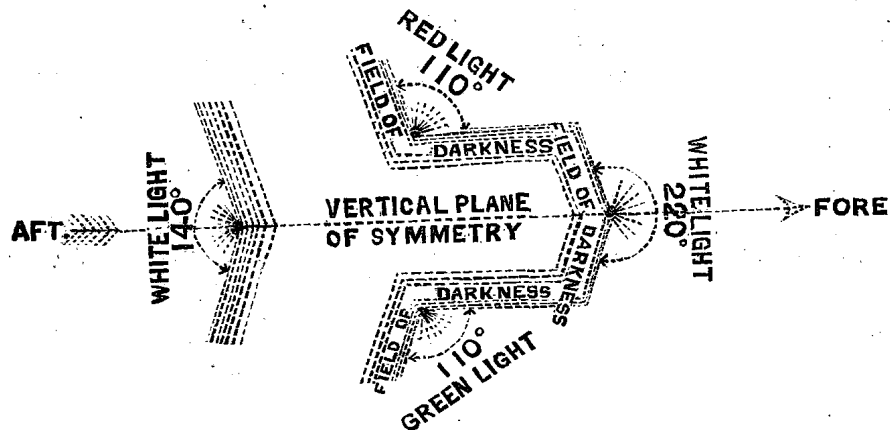 RED LIGHT
110°
FIELD OF
DARKNESS
FIELD OF
DARKNESS
WHITE LIGHT
220°
WHITE LIGHT
140°
VERTICAL PLANE
OF SYMMETRY
AFT.
FORE
DARKNESS
FIELD OF
110°
GREEN LIGHT